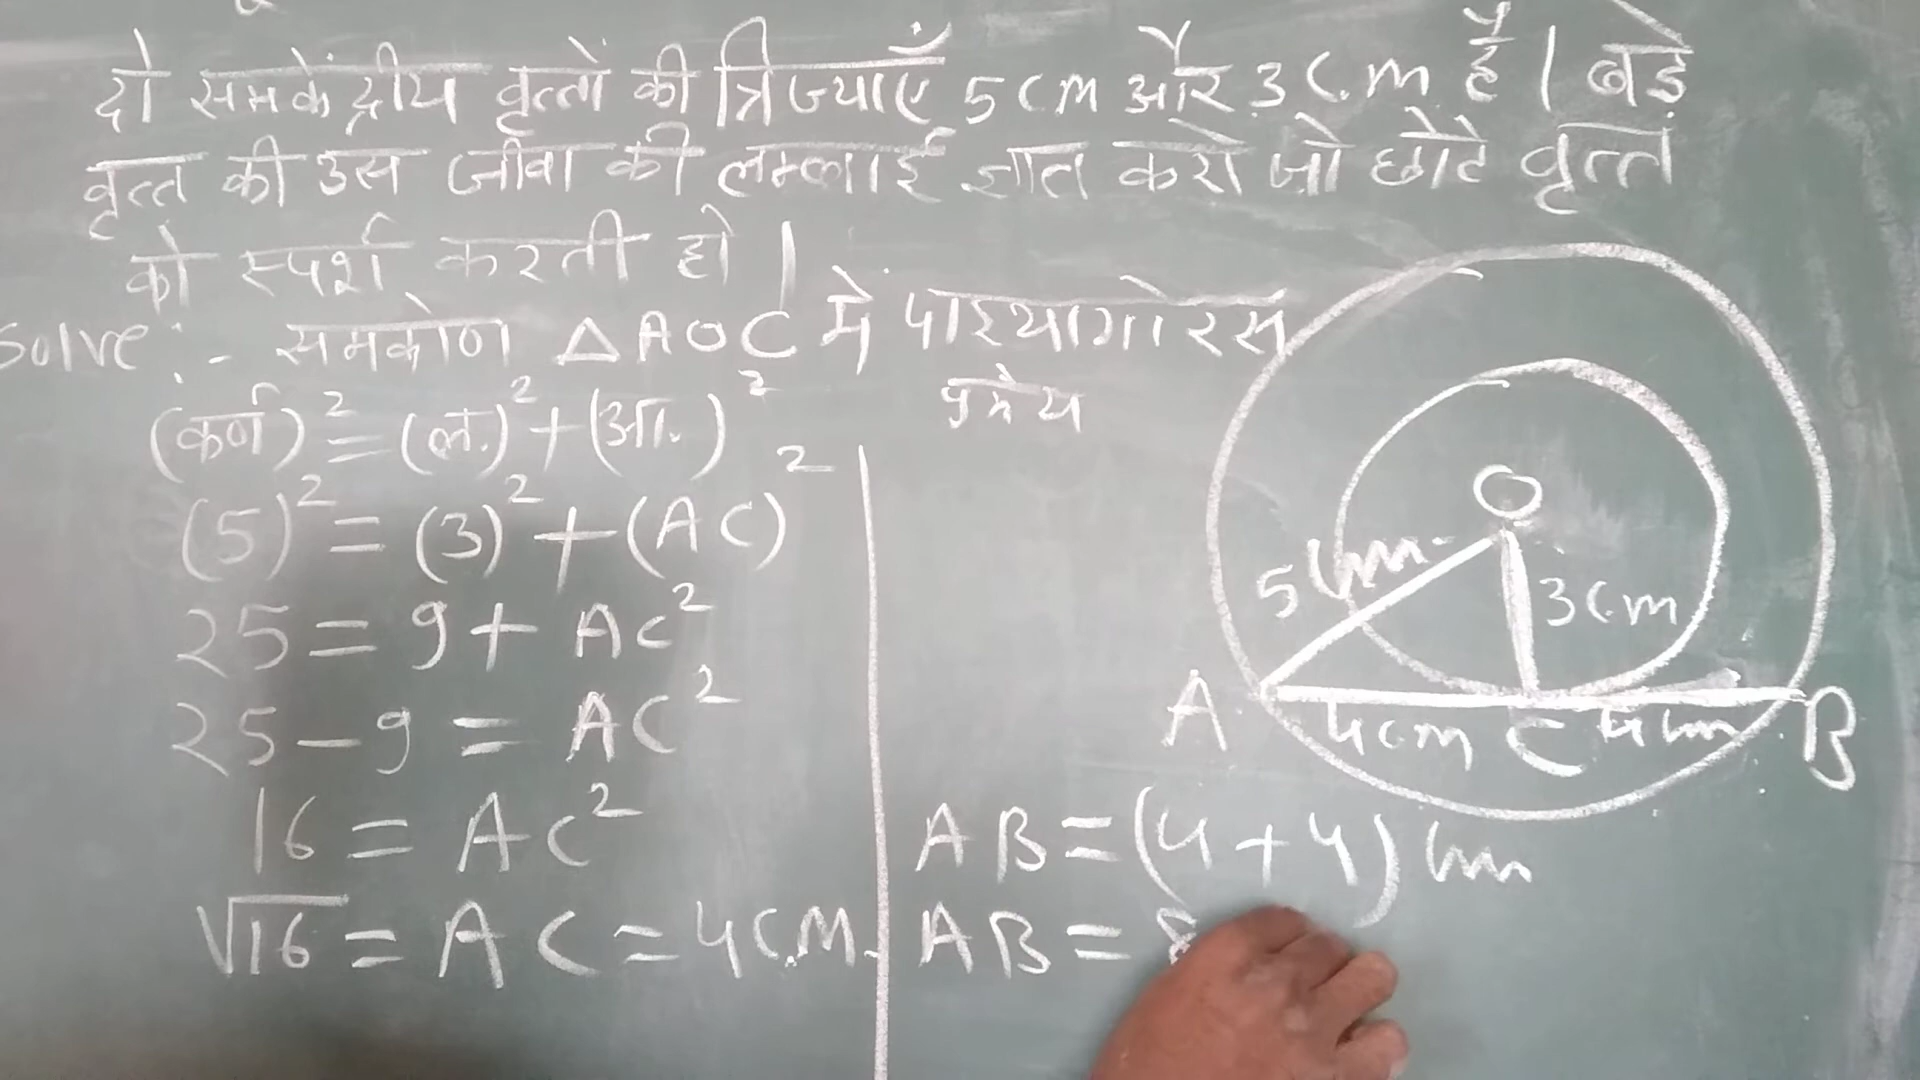 दो समकेंद्रीय वृत्तों की त्रिज्याएँ 5cm और 3cm है। बड़े
वृत्त की उस जीवा की लम्बाई ज्ञात करो जो छोटे वृत्त
को स्पर्श करती हो।
Solve :- समकोण △AOC में पाइथागोरस
प्रमेय
(कर्ण)² = (ल.)² + (आ.)²
(5)² = (3)² + (AC)²
25 = 9 + AC²
25 - 9 = AC²
16 = AC²
√16 = AC = 4cm.
O
5cm
3cm
A 4cm C 4cm B
AB = (4+4)cm
AB = 8